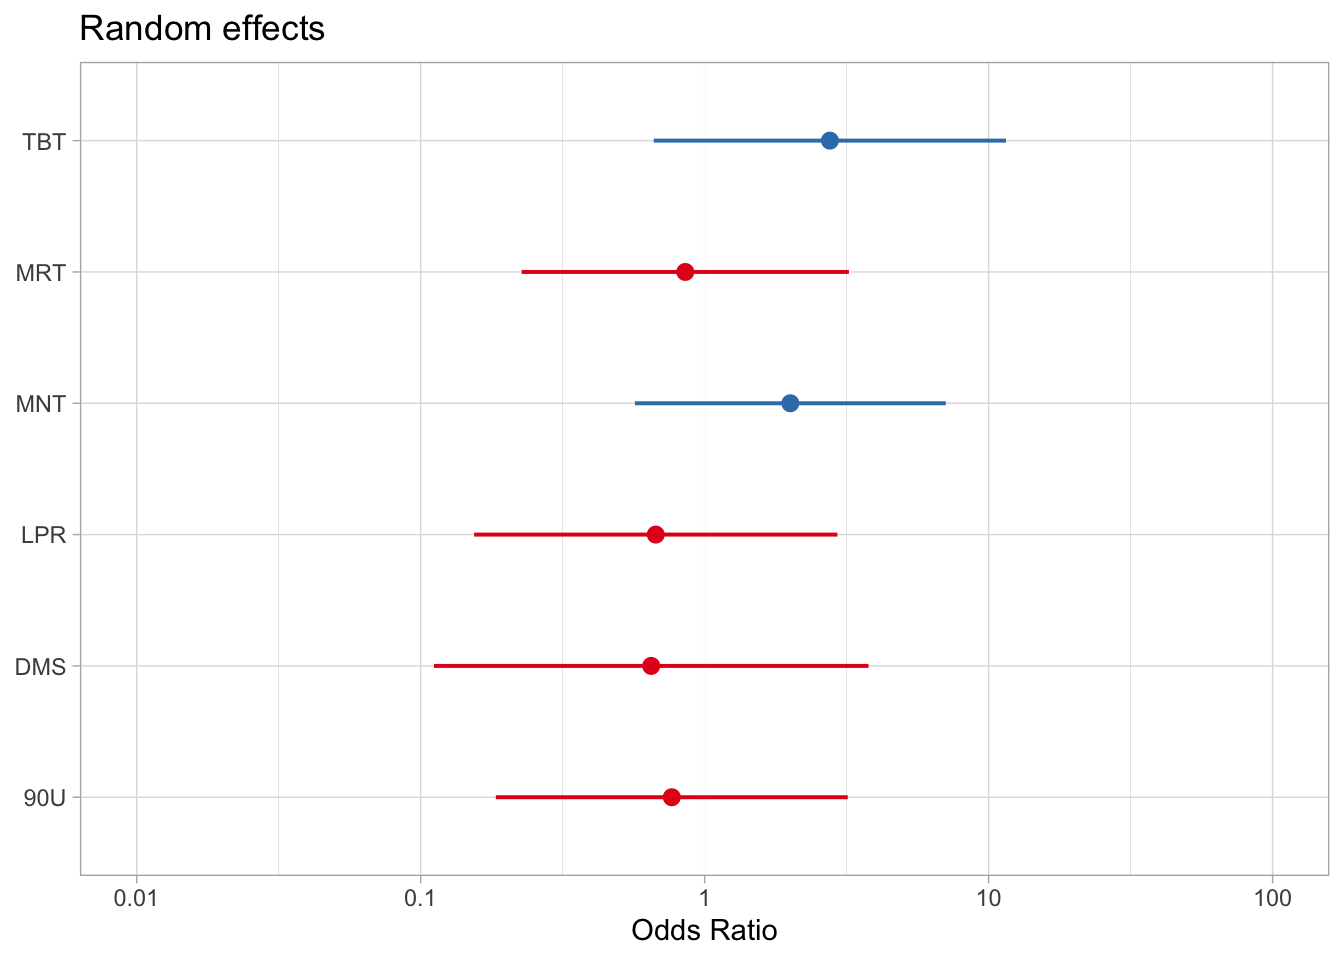 Random effects
TBT
MRT
MNT
LPR
DMS
90U
0.01 0.1 1 10 100
Odds Ratio